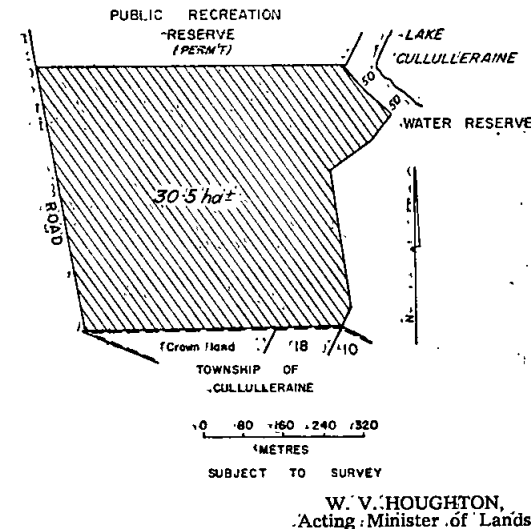 PUBLIC RECREATION
RESERVE
(PERMT)
LAKE
CULLULLERAINE
50
50
WATER RESERVE
30·5 ha±
ROAD
N
Crown land
18
10
TOWNSHIP OF
CULLULLERAINE
0 80 160 240 320
METRES
SUBJECT TO SURVEY
W. V. HOUGHTON,
Acting Minister of Lands